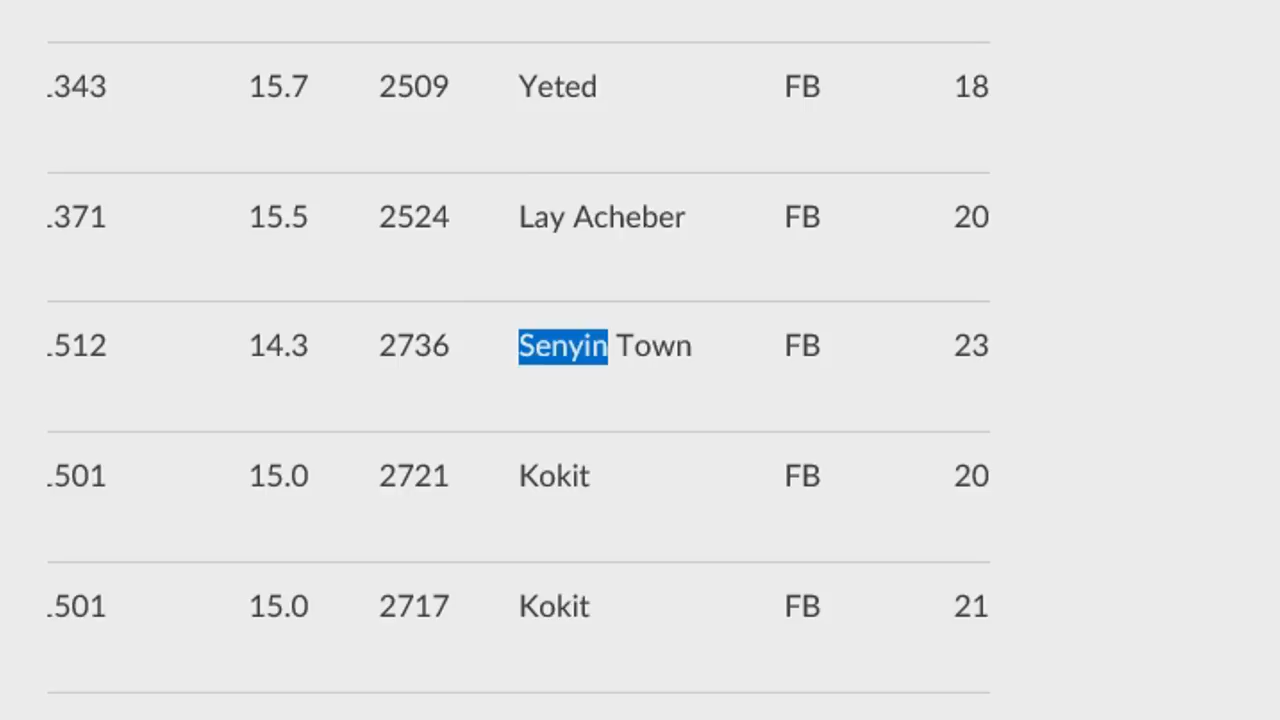 .343 15.7 2509 Yeted FB 18
.371 15.5 2524 Lay Acheber FB 20
.512 14.3 2736 Senyin Town FB 23
.501 15.0 2721 Kokit FB 20
.501 15.0 2717 Kokit FB 21